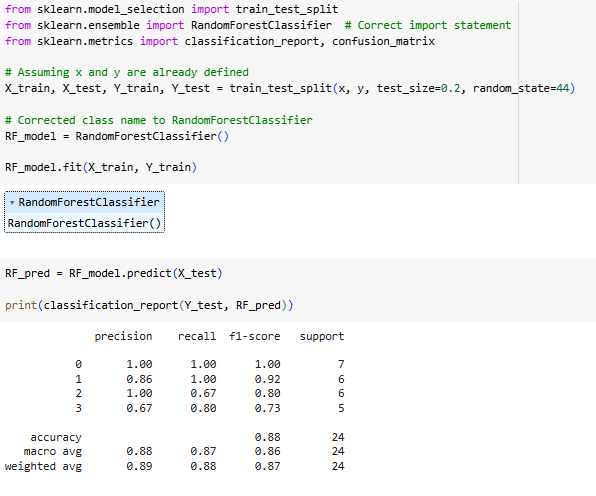 from sklearn.model_selection import train_test_split
from sklearn.ensemble import RandomForestClassifier  # Correct import statement
from sklearn.metrics import classification_report, confusion_matrix
# Assuming x and y are already defined
X_train, X_test, Y_train, Y_test = train_test_split(x, y, test_size=0.2, random_state=44)
# Corrected class name to RandomForestClassifier
RF_model = RandomForestClassifier()
RF_model.fit(X_train, Y_train)
▾ RandomForestClassifier
RandomForestClassifier()
RF_pred = RF_model.predict(X_test)
print(classification_report(Y_test, RF_pred))
precision recall f1-score support
0 1.00 1.00 1.00 7
1 0.86 1.00 0.92 6
2 1.00 0.67 0.80 6
3 0.67 0.80 0.73 5
accuracy 0.88 24
macro avg 0.88 0.87 0.86 24
weighted avg 0.89 0.88 0.87 24